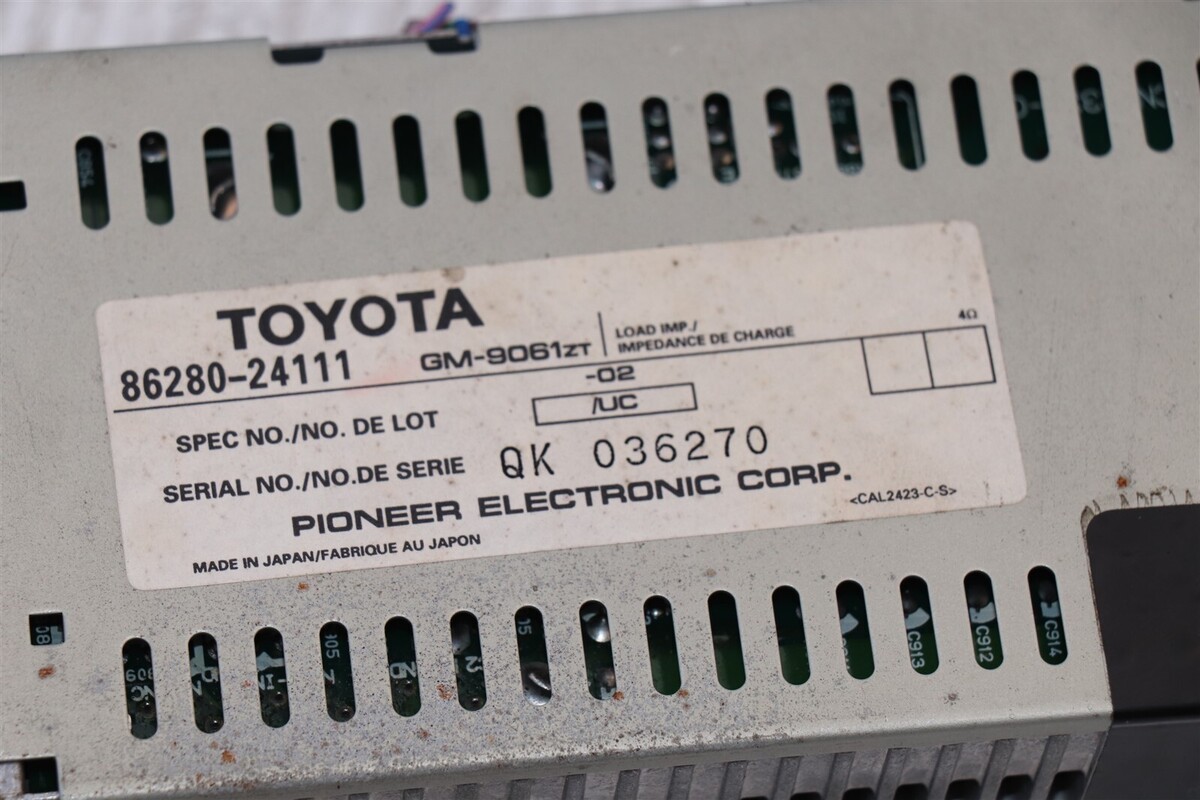 TOYOTA
86280-24111 GM-9061ZT LOAD IMP./
IMPEDANCE DE CHARGE 4Ω
-02
SPEC NO./NO. DE LOT /UC
SERIAL NO./NO.DE SERIE QK 036270
PIONEER ELECTRONIC CORP.
<CAL2423-C-S>
MADE IN JAPAN/FABRIQUE AU JAPON
C913 C912 C914